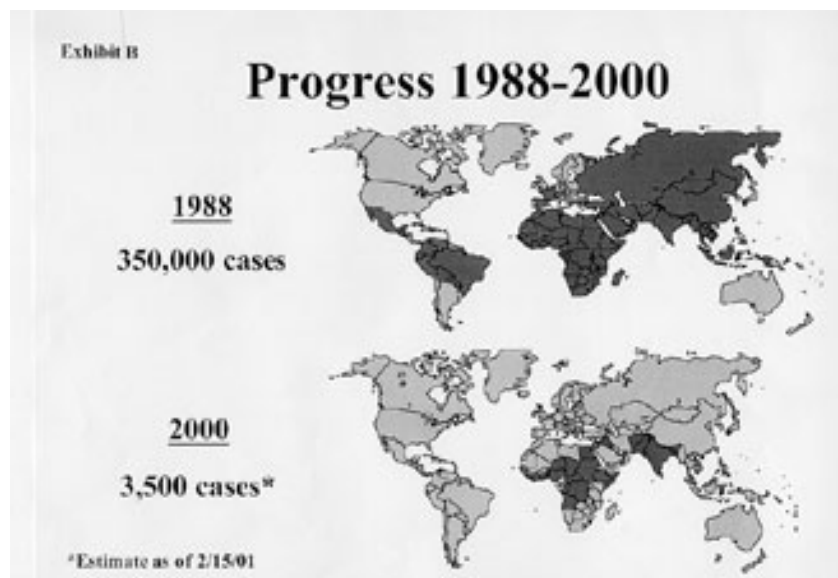 Exhibit B
Progress 1988-2000
1988
350,000 cases
2000
3,500 cases*
*Estimate as of 2/15/01